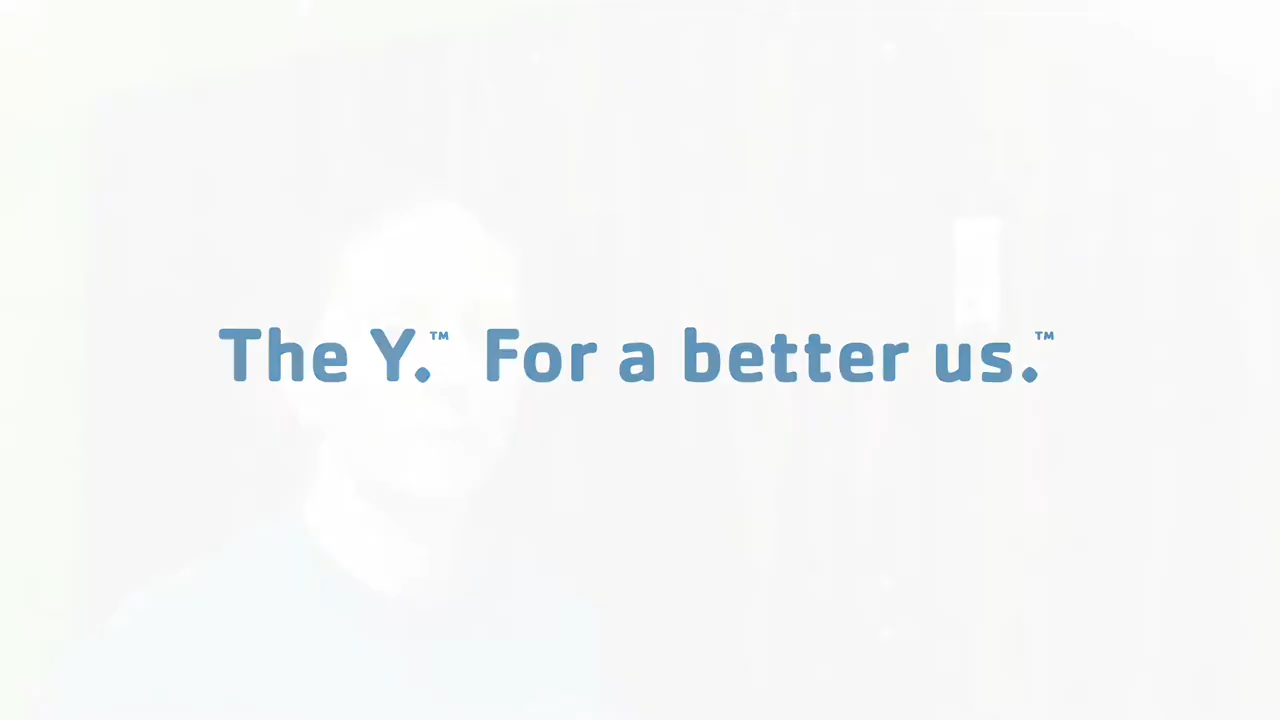 The Y.™ For a better us.™